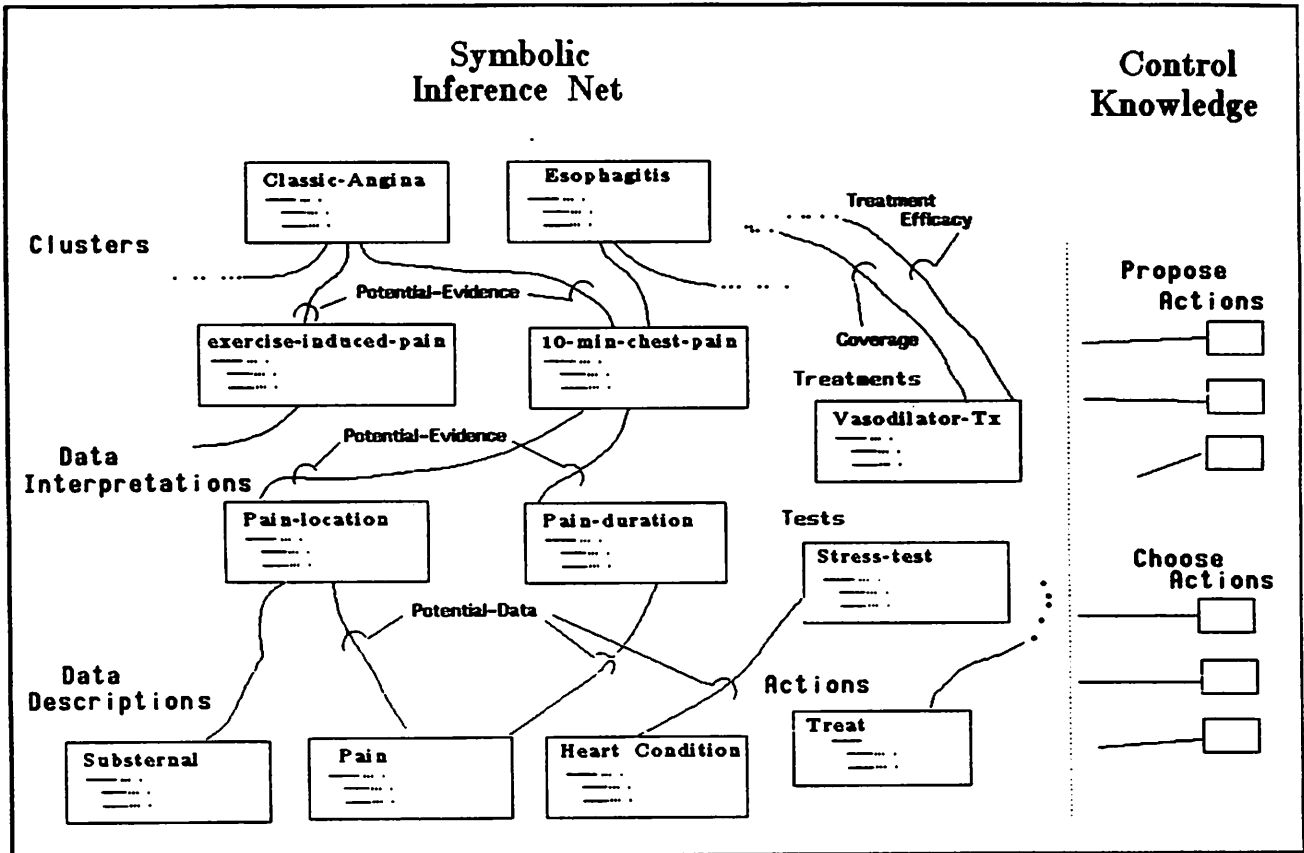 Symbolic
Inference Net
Control
Knowledge
Classic-Angina
Esophagitis
Treatment
Efficacy
Clusters
Potential-Evidence
Coverage
Propose
Actions
exercise-induced-pain
10-min-chest-pain
Treatments
Vasodilator-Tx
Data
Interpretations
Potential-Evidence
Pain-location
Pain-duration
Tests
Stress-test
Choose
Actions
Potential-Data
Data
Descriptions
Actions
Substernal
Pain
Heart Condition
Treat